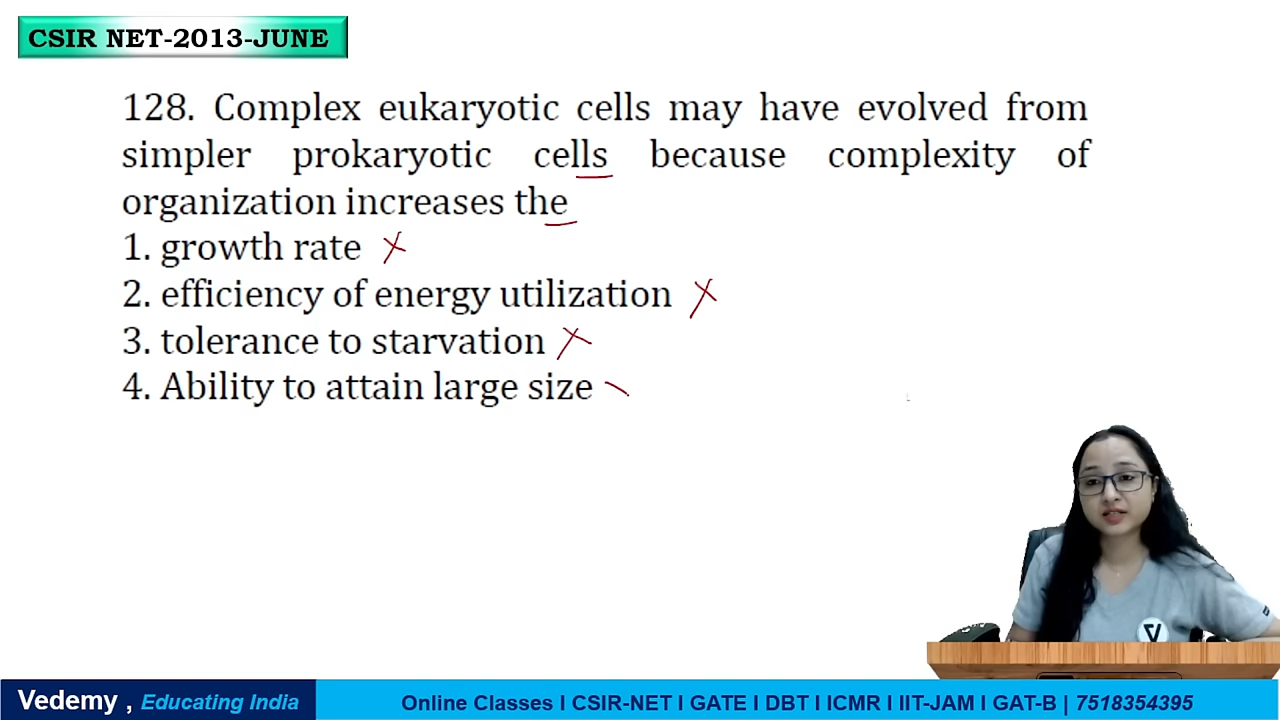 CSIR NET-2013-JUNE
128. Complex eukaryotic cells may have evolved from
simpler prokaryotic cells because complexity of
organization increases the
1. growth rate
2. efficiency of energy utilization
3. tolerance to starvation
4. Ability to attain large size
Vedemy , Educating India
Online Classes I CSIR-NET I GATE I DBT I ICMR I IIT-JAM I GAT-B | 7518354395